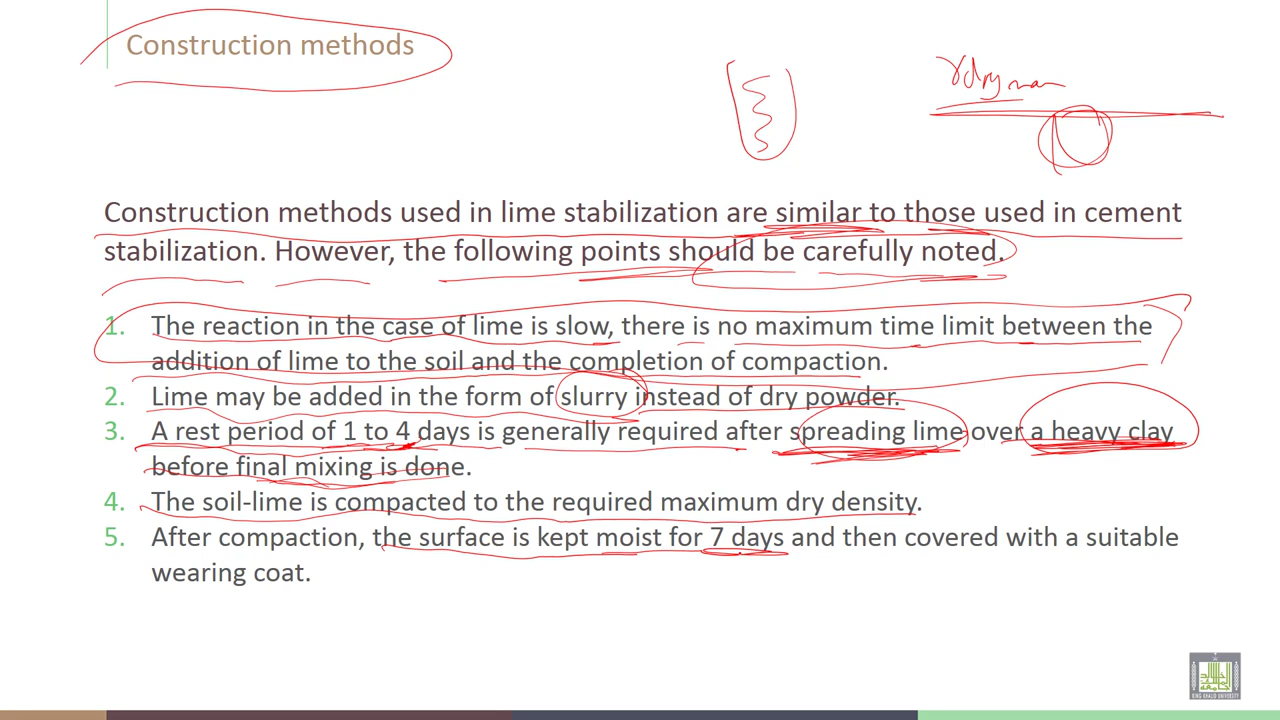 Construction methods
γdry max
Construction methods used in lime stabilization are similar to those used in cement
stabilization. However, the following points should be carefully noted.
1. The reaction in the case of lime is slow, there is no maximum time limit between the
addition of lime to the soil and the completion of compaction.
2. Lime may be added in the form of slurry instead of dry powder.
3. A rest period of 1 to 4 days is generally required after spreading lime over a heavy clay
before final mixing is done.
4. The soil-lime is compacted to the required maximum dry density.
5. After compaction, the surface is kept moist for 7 days and then covered with a suitable
wearing coat.
KING KHALID UNIVERSITY